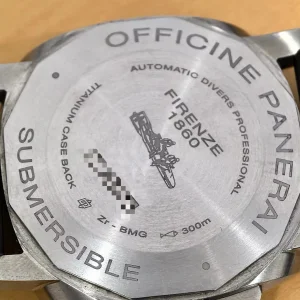 OFFICINE PANERAI
SUBMERSIBLE
AUTOMATIC DIVERS PROFESSIONAL
TITANIUM CASE BACK
Zr - BMG
300m
FIRENZE
1860